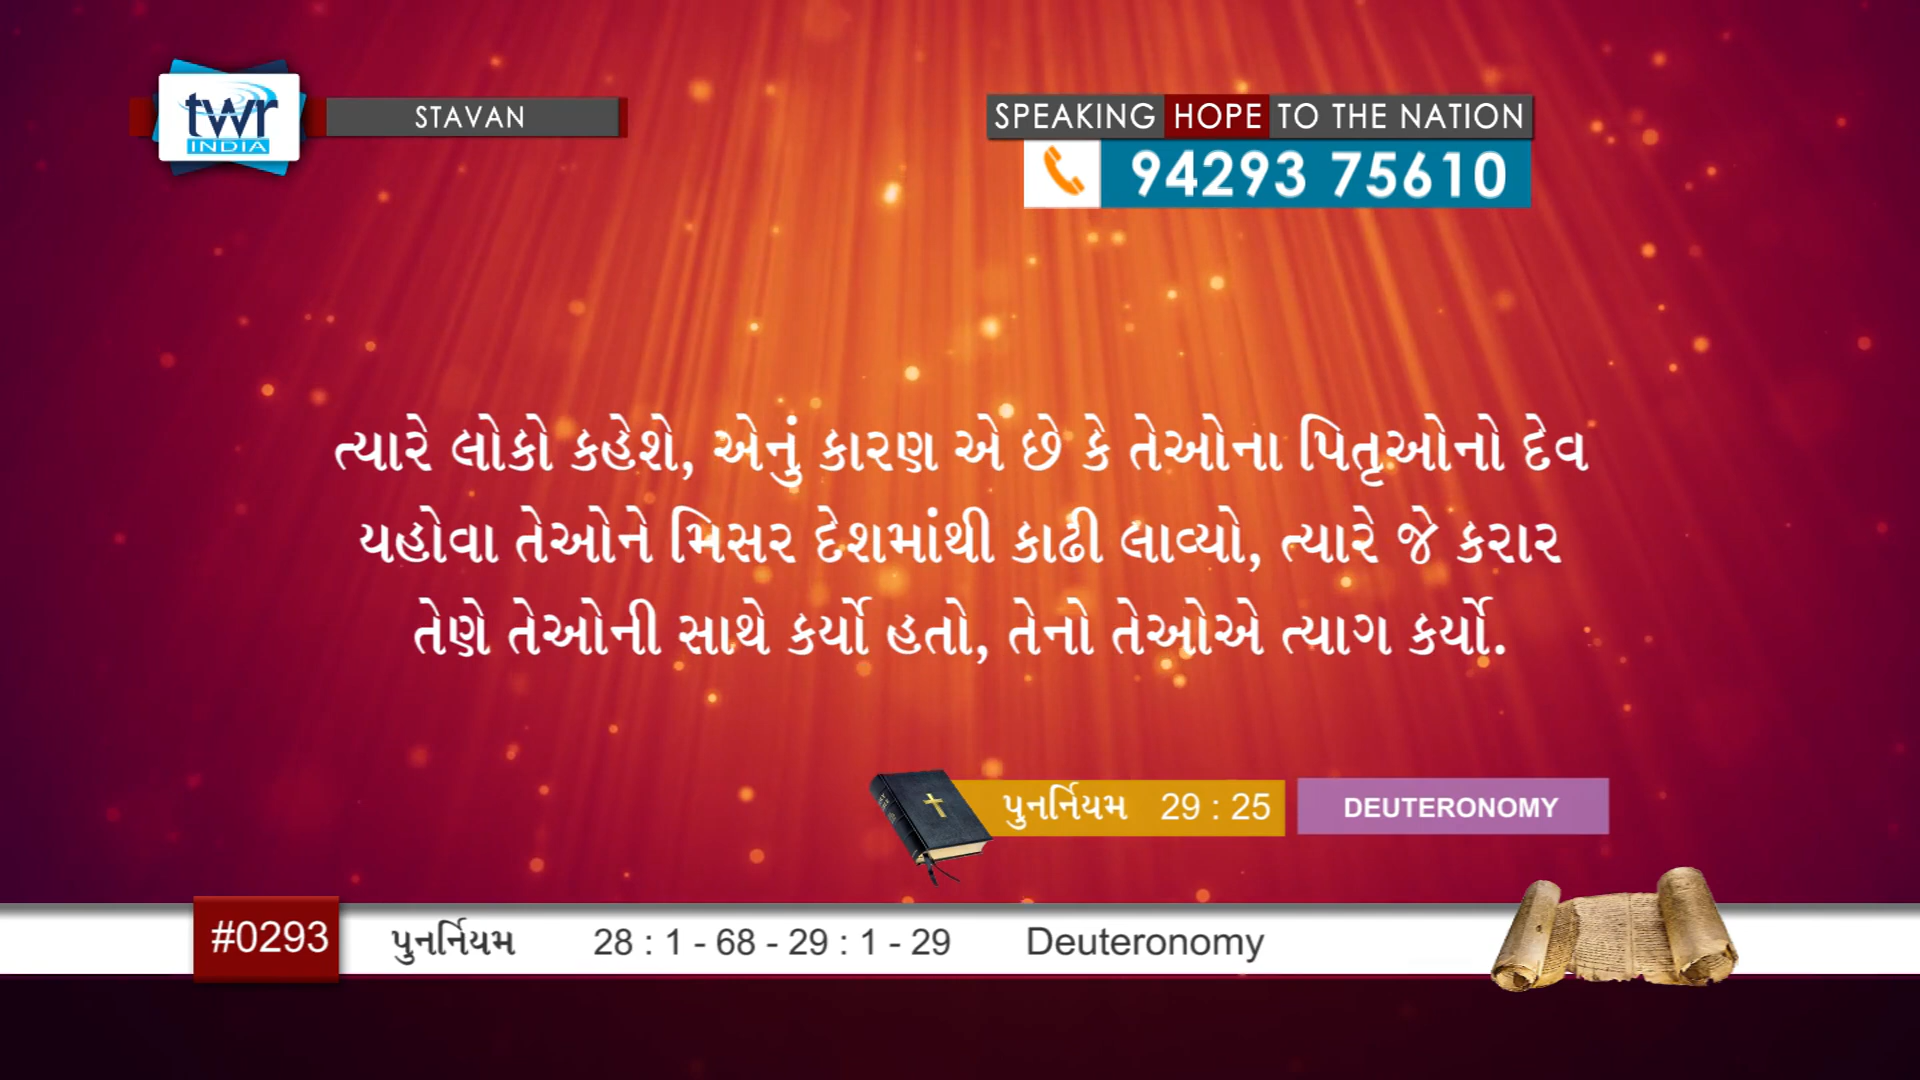 twr
INDIA
STAVAN
SPEAKING HOPE TO THE NATION
94293 75610
ત્યારે લોકો કહેશે, એનું કારણ એ છે કે તેઓના પિતૃઓનો દેવ
યહોવા તેઓને મિસર દેશમાંથી કાઢી લાવ્યો, ત્યારે જે કરાર
તેણે તેઓની સાથે કર્યો હતો, તેનો તેઓએ ત્યાગ કર્યો.
પુનર્નિયમ 29 : 25 DEUTERONOMY
#0293 પુનર્નિયમ 28 : 1 - 68 - 29 : 1 - 29 Deuteronomy